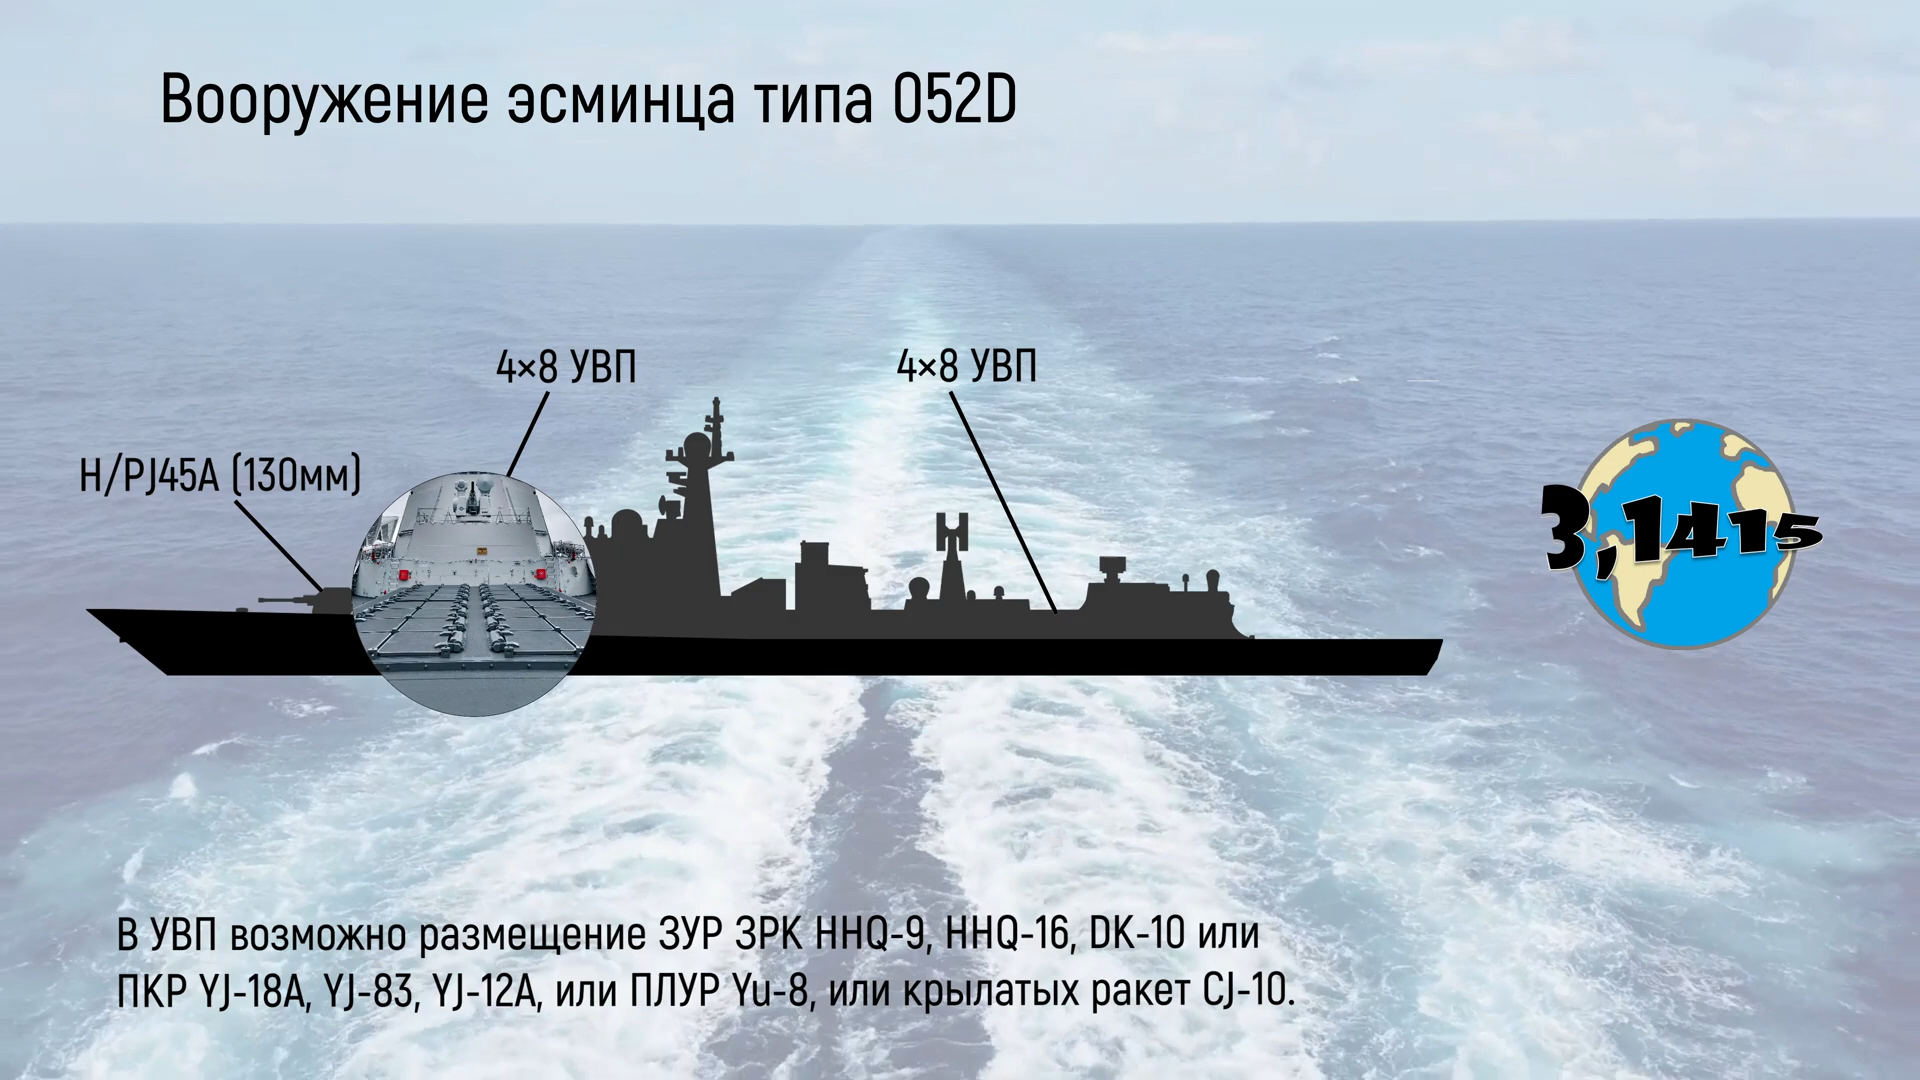 Вооружение эсминца типа 052D
4×8 УВП
4×8 УВП
H/PJ45A (130мм)
3,1415
В УВП возможно размещение ЗУР ЗРК HHQ-9, HHQ-16, DK-10 или
ПКР YJ-18A, YJ-83, YJ-12A, или ПЛУР Yu-8, или крылатых ракет CJ-10.